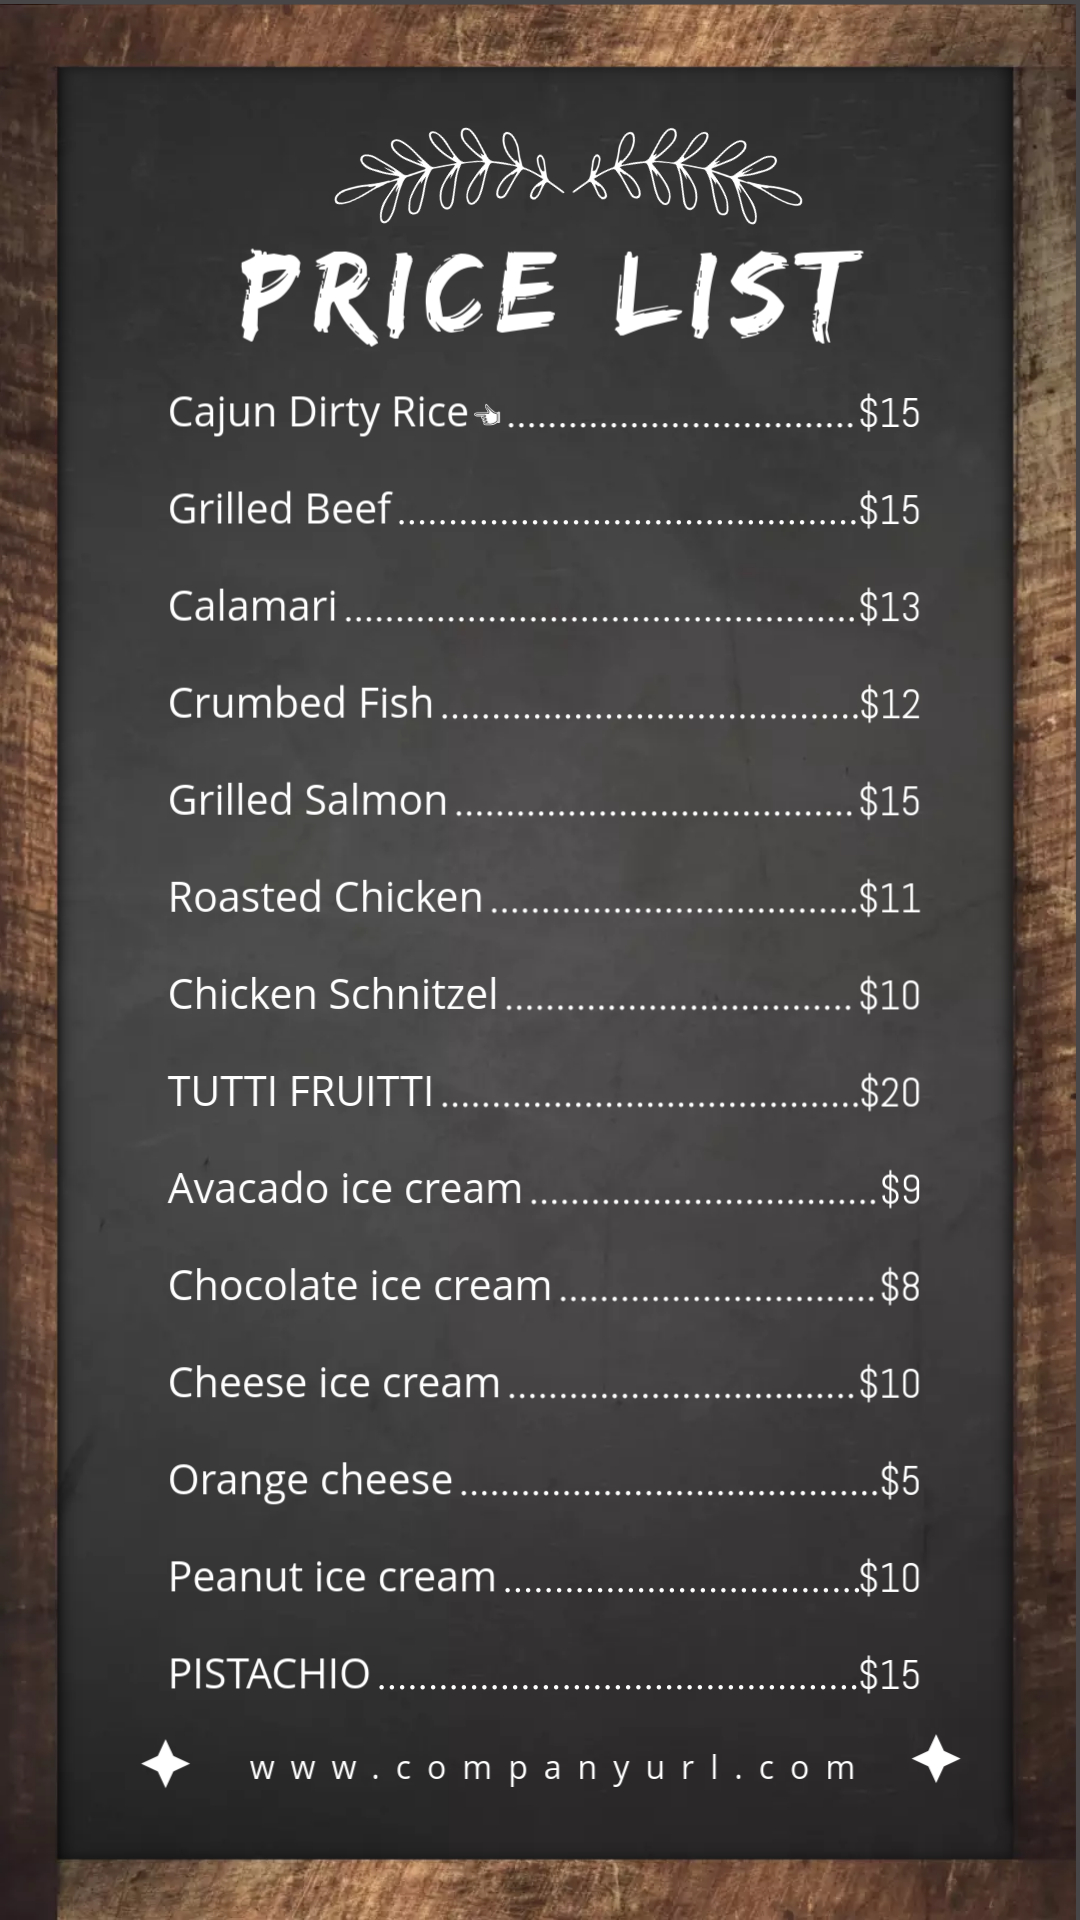 PRICE LIST
Cajun Dirty Rice👈....................................$15
Grilled Beef...............................................$15
Calamari....................................................$13
Crumbed Fish..........................................$12
Grilled Salmon.........................................$15
Roasted Chicken.....................................$11
Chicken Schnitzel...................................$10
TUTTI FRUITTI..........................................$20
Avacado ice cream...................................$9
Chocolate ice cream................................$8
Cheese ice cream...................................$10
Orange cheese..........................................$5
Peanut ice cream....................................$10
PISTACHIO................................................$15
www.companyurl.com